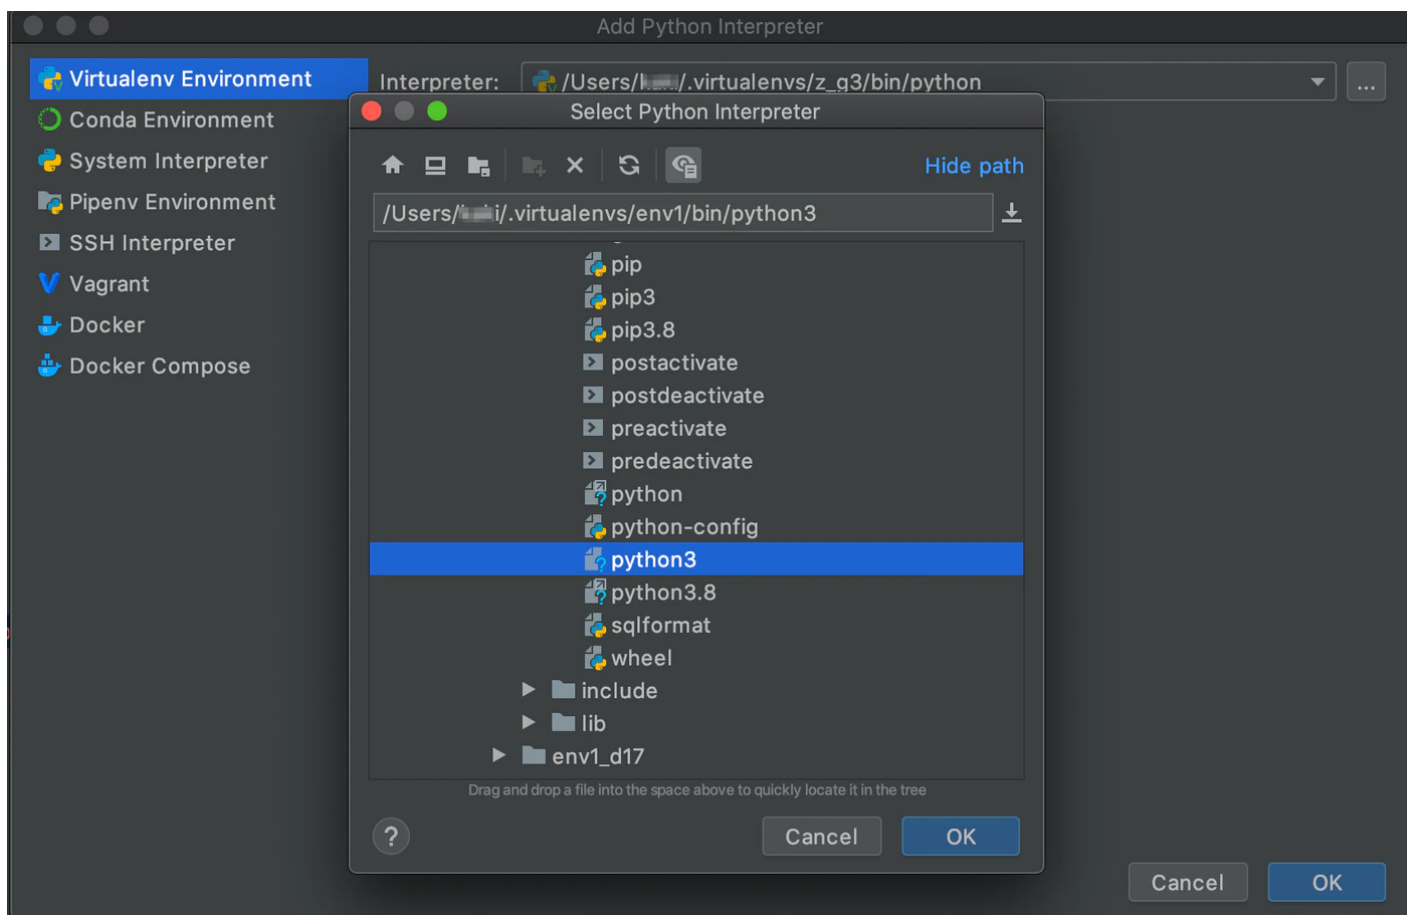 Add Python Interpreter
Virtualenv Environment
Conda Environment
System Interpreter
Pipenv Environment
SSH Interpreter
Vagrant
Docker
Docker Compose
Interpreter: /Users/ /.virtualenvs/z_g3/bin/python
...
Select Python Interpreter
Hide path
/Users/ /.virtualenvs/env1/bin/python3
pip
pip3
pip3.8
postactivate
postdeactivate
preactivate
predeactivate
python
python-config
python3
python3.8
sqlformat
wheel
include
lib
env1_d17
Drag and drop a file into the space above to quickly locate it in the tree
?
Cancel
OK
Cancel
OK